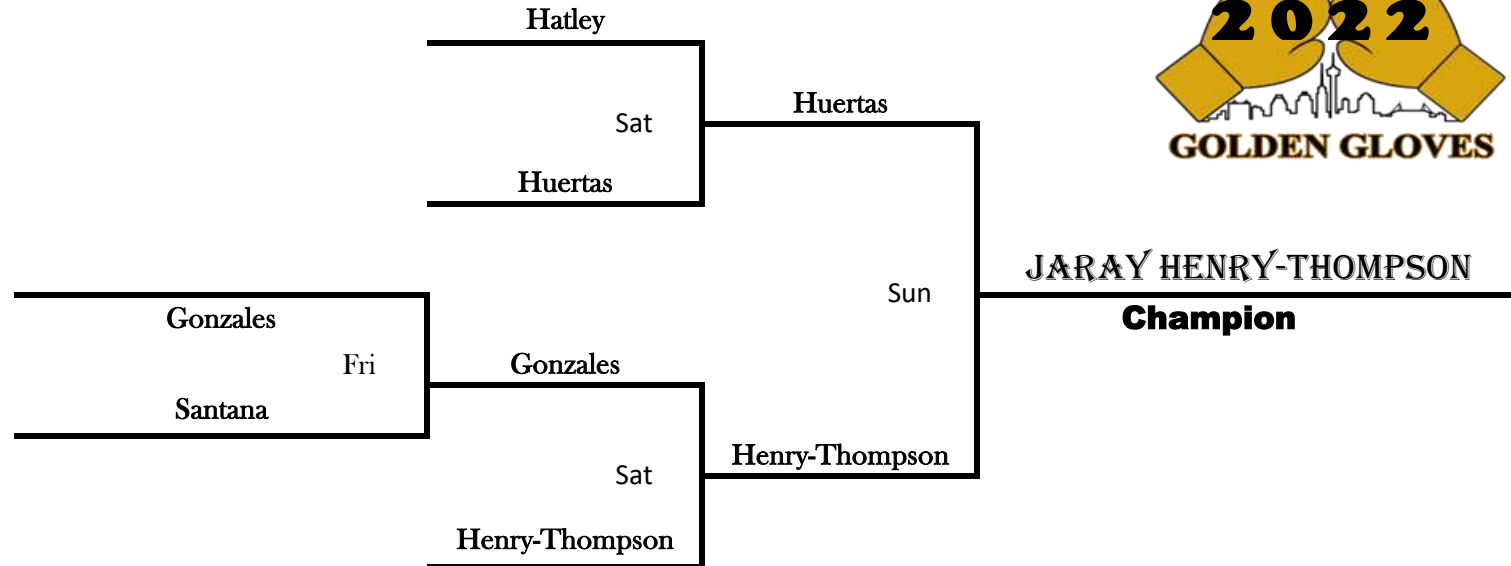 2022
GOLDEN GLOVES
Hatley
Sat
Huertas
Huertas
Gonzales
Fri
Santana
Gonzales
Sat
Henry-Thompson
Henry-Thompson
Sun
JARAY HENRY-THOMPSON
Champion